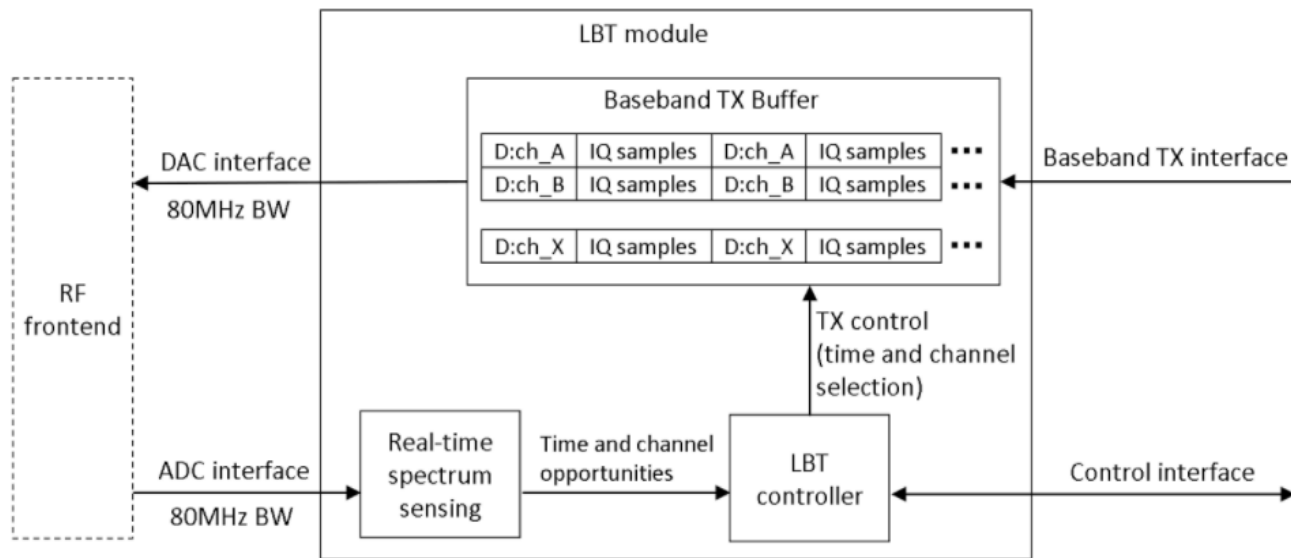 LBT module
Baseband TX Buffer
D:ch_A IQ samples D:ch_A IQ samples ...
D:ch_B IQ samples D:ch_B IQ samples ...
D:ch_X IQ samples D:ch_X IQ samples ...
DAC interface
80MHz BW
Baseband TX interface
RF
frontend
TX control
(time and channel
selection)
ADC interface
80MHz BW
Real-time
spectrum
sensing
Time and channel
opportunities
LBT
controller
Control interface